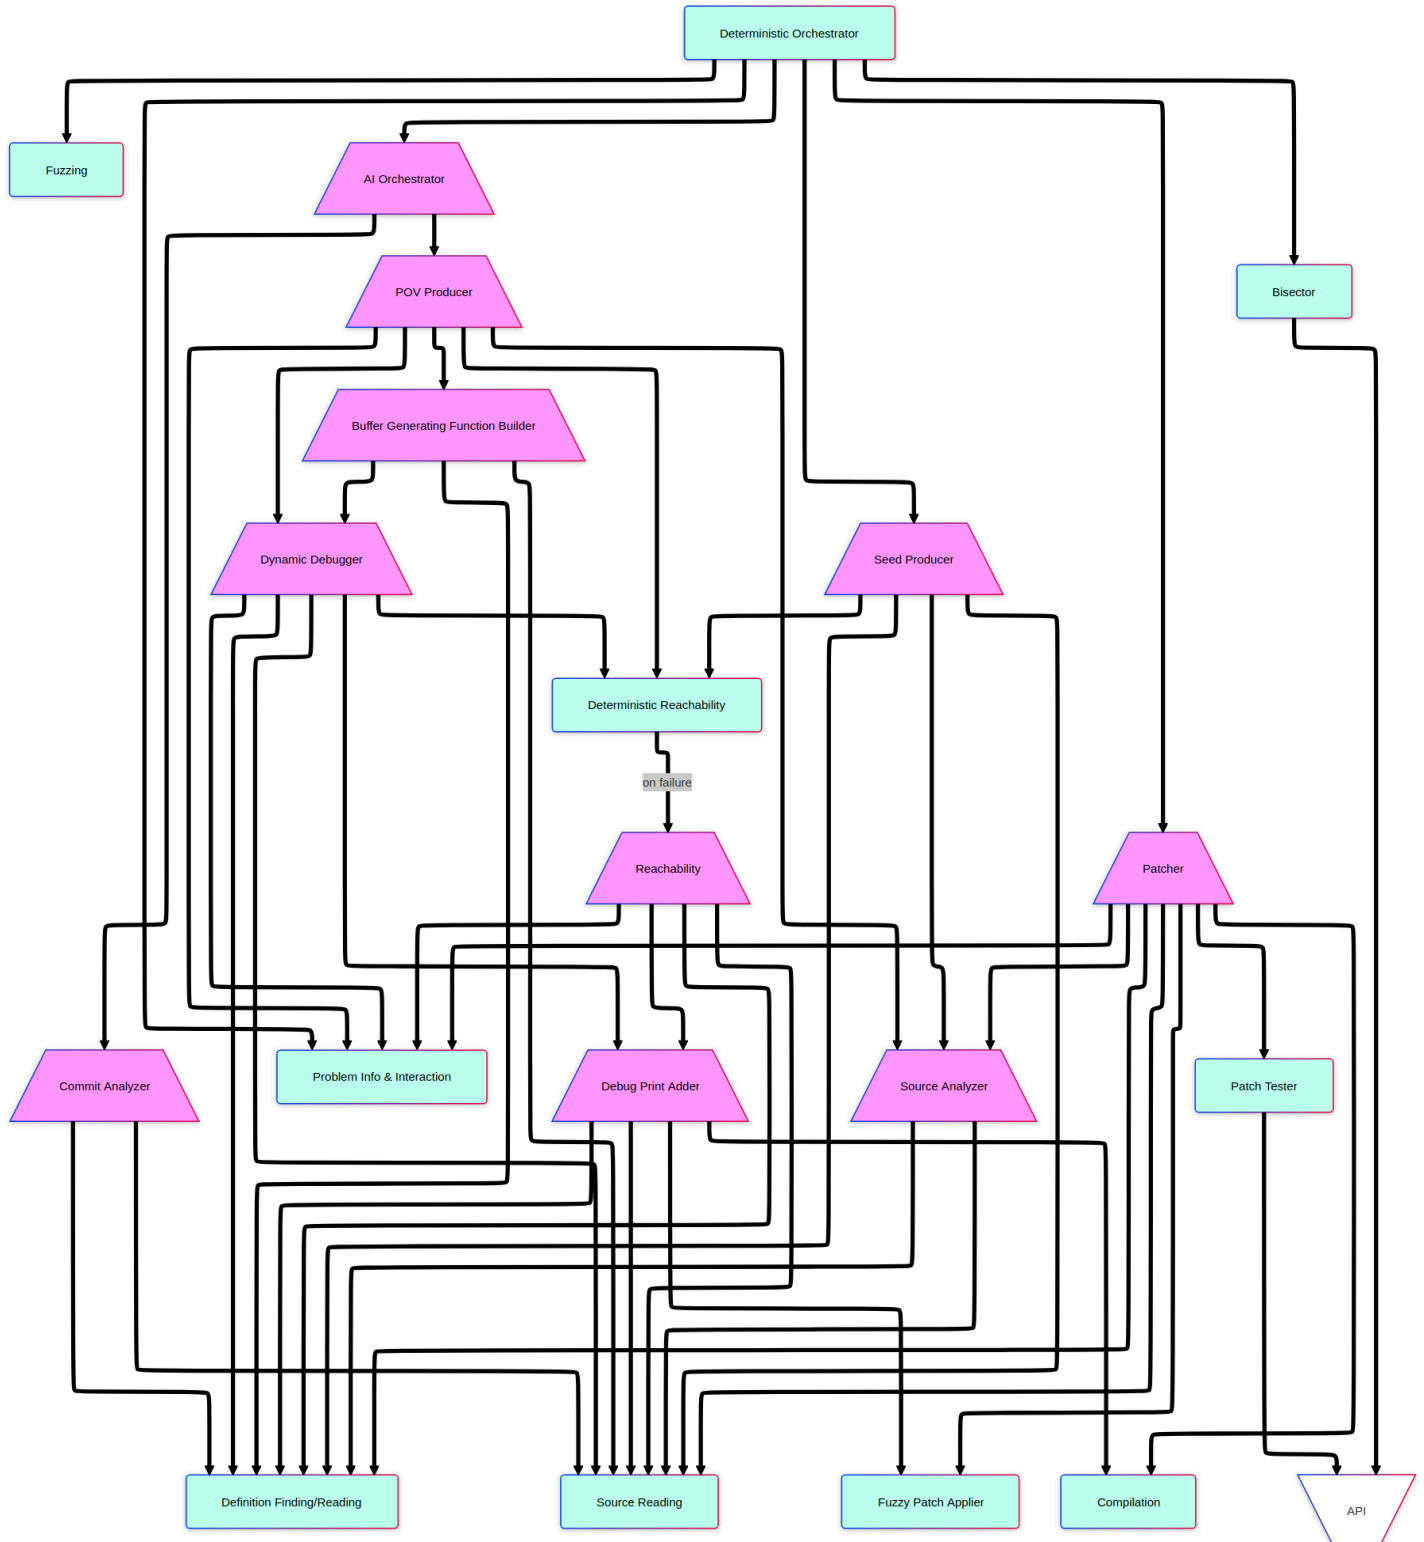 Deterministic Orchestrator
Fuzzing
AI Orchestrator
POV Producer
Bisector
Buffer Generating Function Builder
Dynamic Debugger
Seed Producer
Deterministic Reachability
on failure
Reachability
Patcher
Commit Analyzer
Problem Info & Interaction
Debug Print Adder
Source Analyzer
Patch Tester
Definition Finding/Reading
Source Reading
Fuzzy Patch Applier
Compilation
API